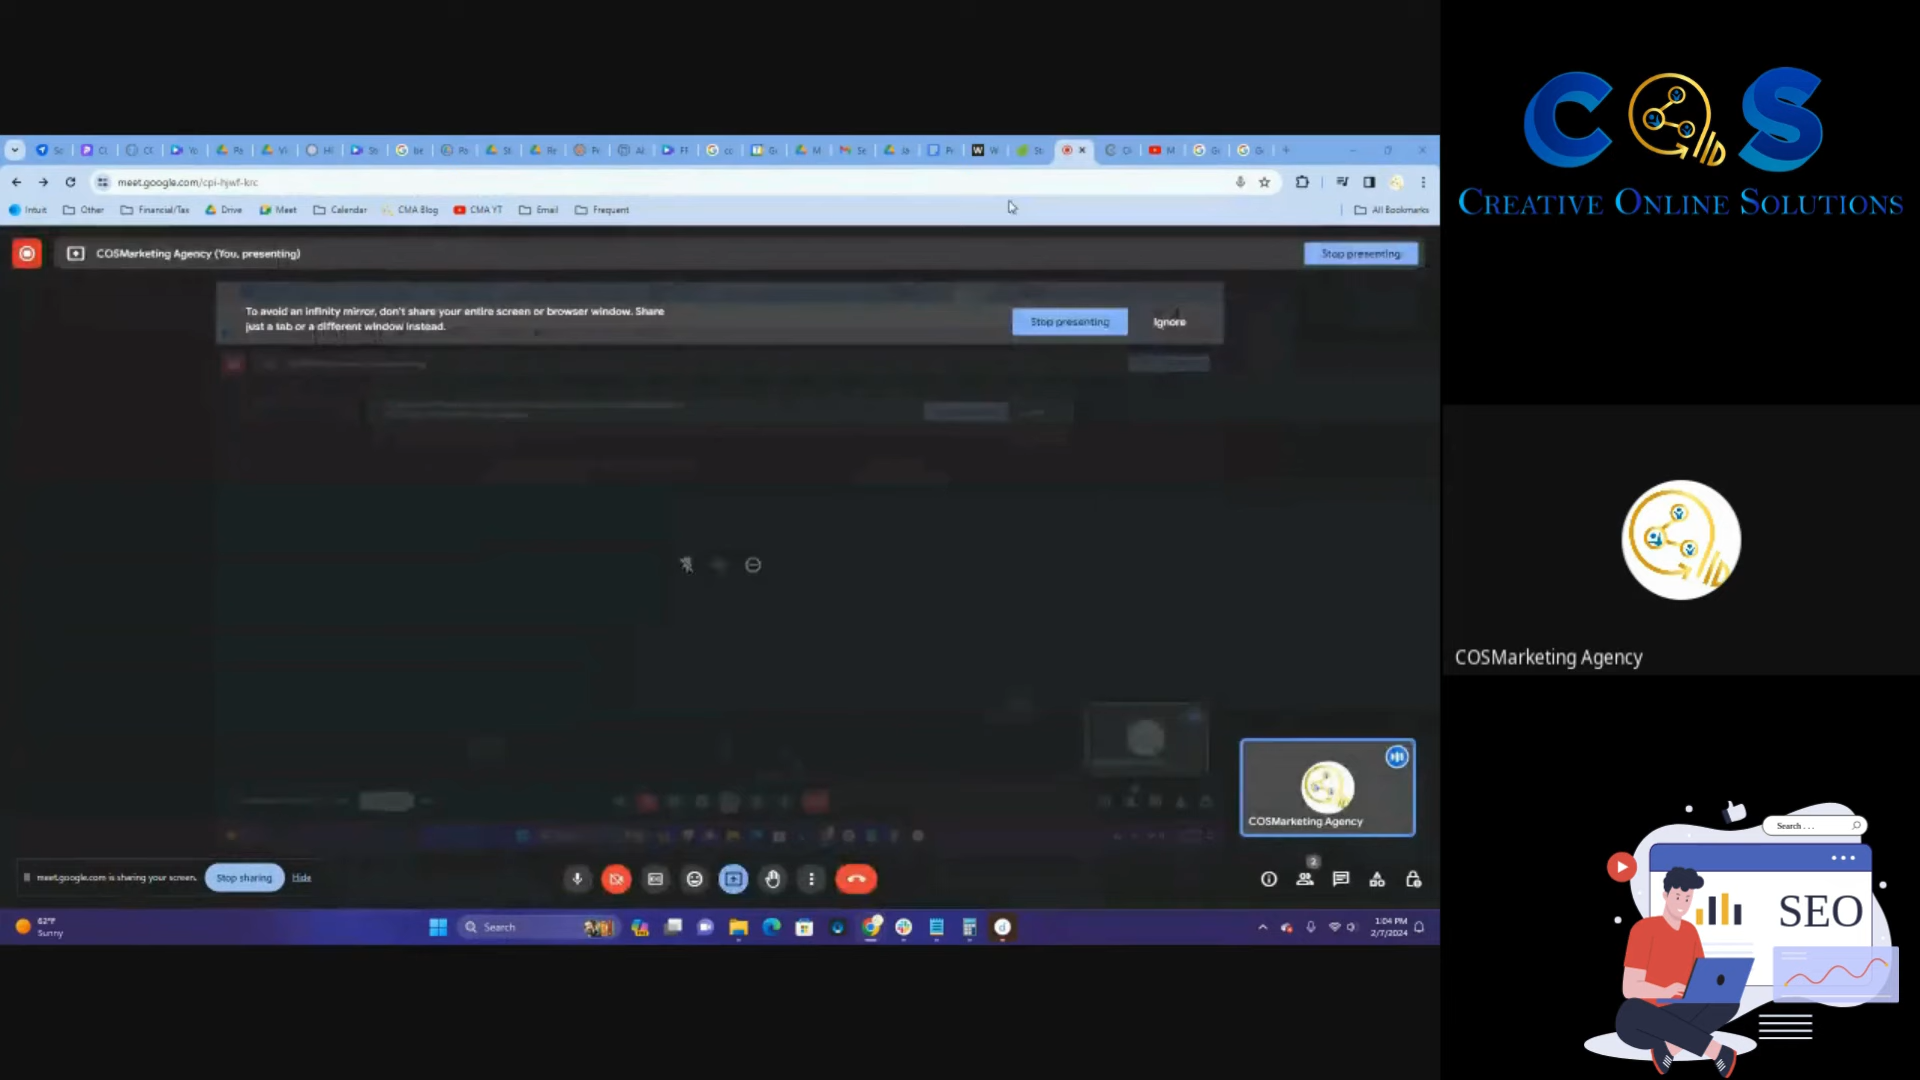 COS
CREATIVE ONLINE SOLUTIONS
meet.google.com/cpi-hjwf-krc
Intuit Other Financial/Tax Drive Meet Calendar CMA Blog CMA YT Email Frequent All Bookmarks
COSMarketing Agency (You, presenting)
Stop presenting
To avoid an infinity mirror, don't share your entire screen or browser window. Share
just a tab or a different window instead.
Stop presenting
Ignore
COSMarketing Agency
COSMarketing Agency
Search . . .
SEO
2
meet.google.com is sharing your screen.
Stop sharing
Hide
62°F
Sunny
Search
1:04 PM
2/7/2024